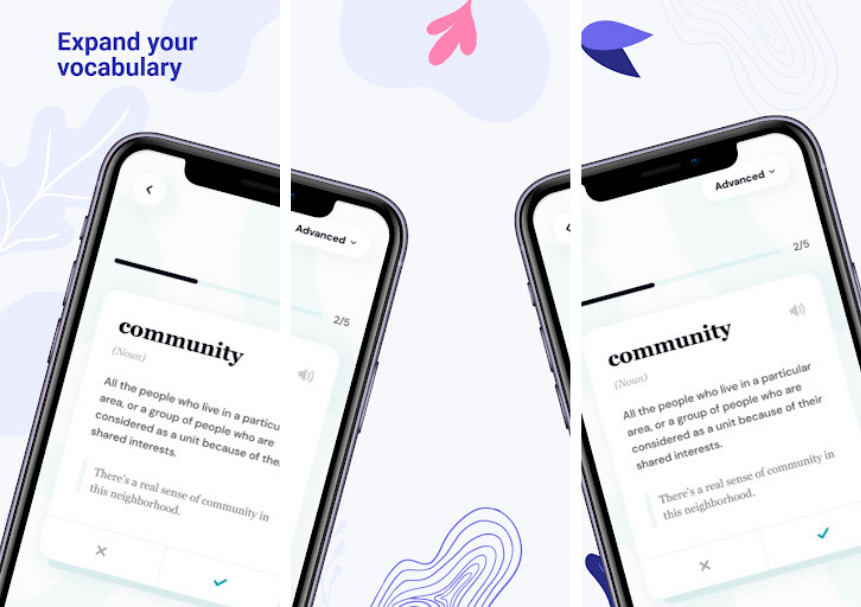 Expand your
vocabulary
Advanced
2/5
community
(Noun)
All the people who live in a particu
area, or a group of people who are
considered as a unit because of the
shared interests.
There's a real sense of community in
this neighborhood.
Advanced
2/5
community
(Noun)
All the people who live in a particular
area, or a group of people who are
considered as a unit because of their
shared interests.
There's a real sense of community in
this neighborhood.